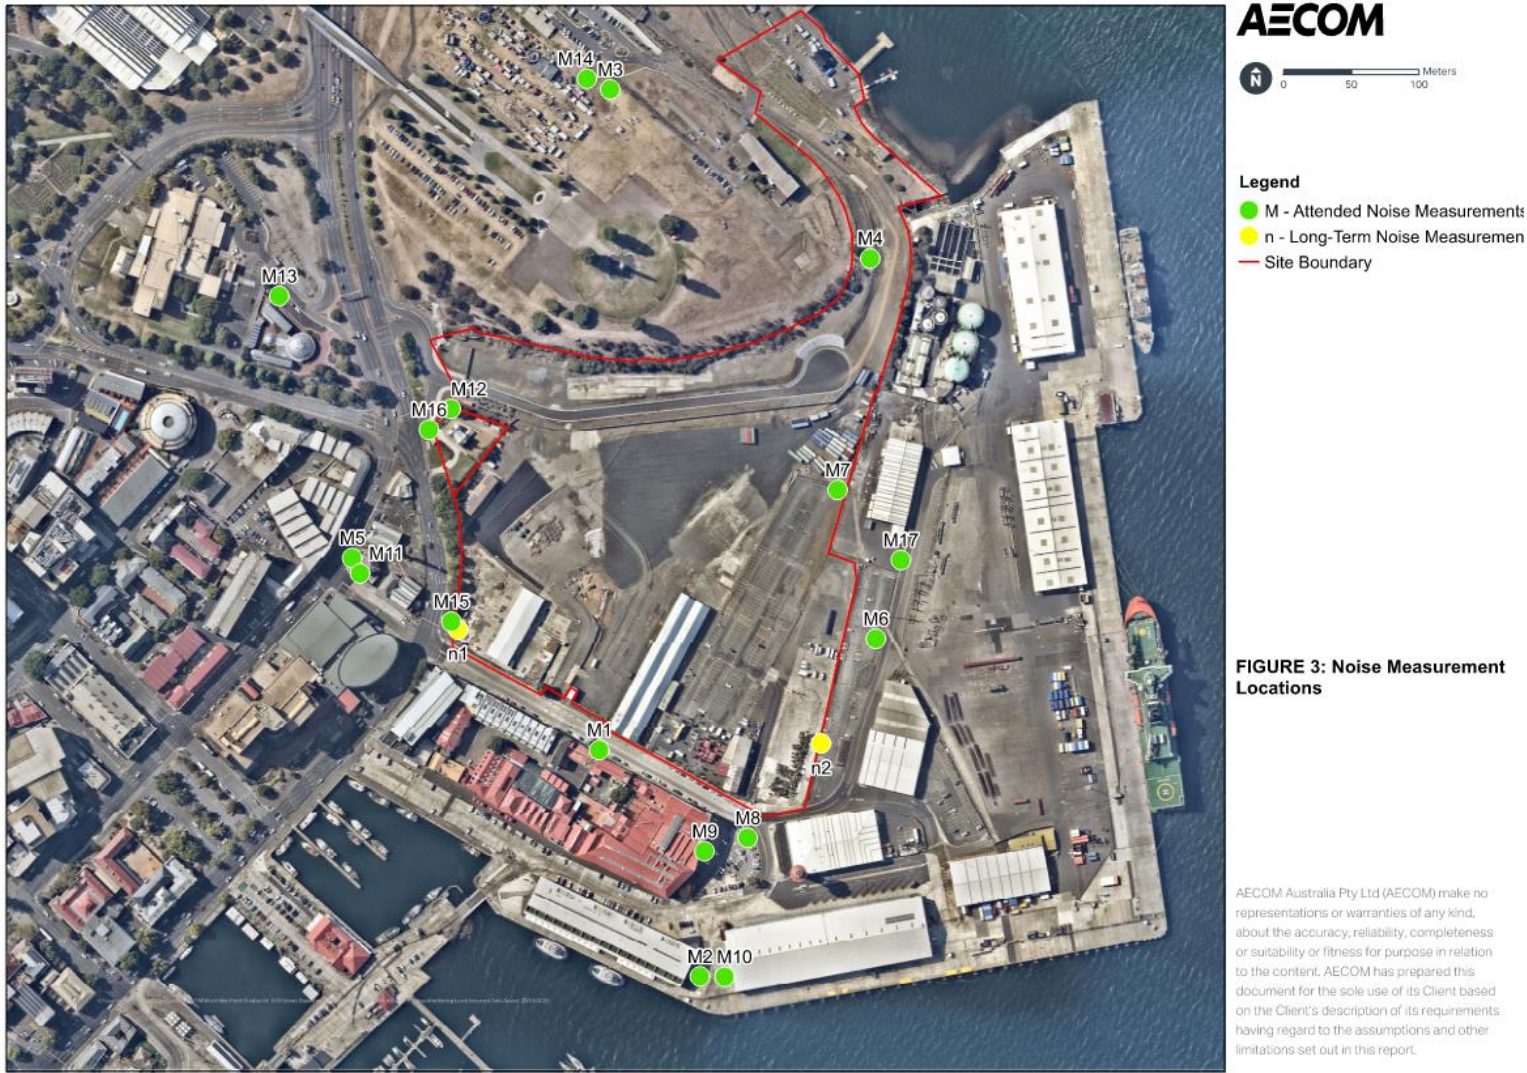 AECOM
N
Meters
0 50 100
Legend
M - Attended Noise Measurements
n - Long-Term Noise Measuremen
Site Boundary
M14
M3
M4
M13
M12
M16
M7
M5
M11
M17
M15
n1
M6
FIGURE 3: Noise Measurement
Locations
M1
n2
M8
M9
M2 M10
AECOM Australia Pty Ltd (AECOM) make no
representations or warranties of any kind,
about the accuracy, reliability, completeness
or suitability or fitness for purpose in relation
to the content. AECOM has prepared this
document for the sole use of its Client based
on the Client's description of its requirements
having regard to the assumptions and other
limitations set out in this report.